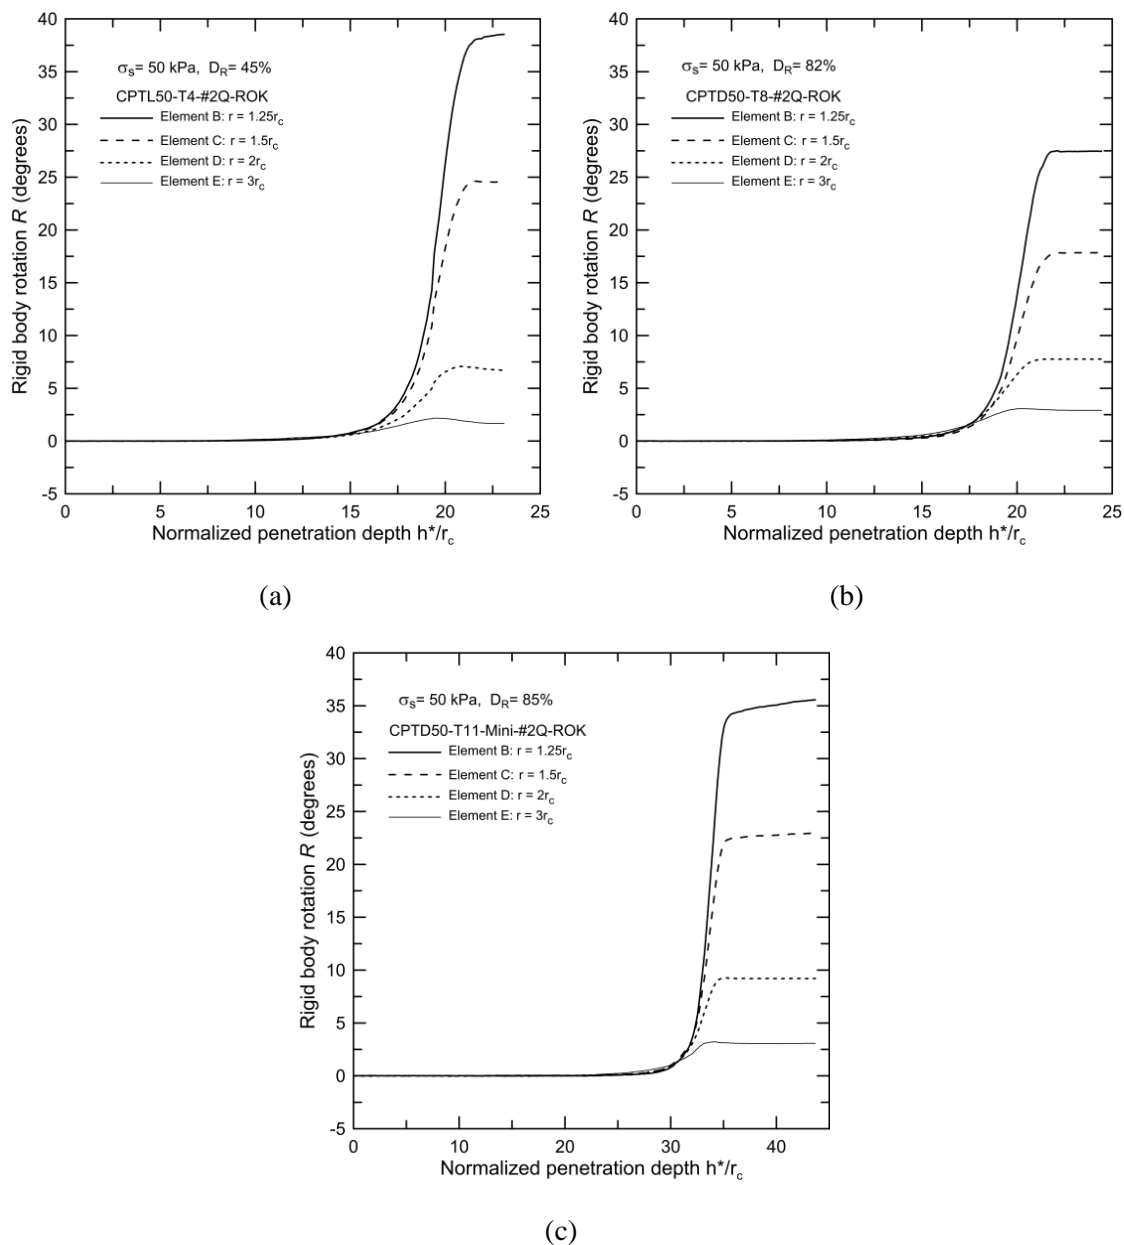 40
35
30
25
20
15
10
5
0
-5
Rigid body rotation R (degrees)
σs= 50 kPa, DR= 45%
CPTL50-T4-#2Q-ROK
Element B: r = 1.25rc
Element C: r = 1.5rc
Element D: r = 2rc
Element E: r = 3rc
0 5 10 15 20 25
Normalized penetration depth h*/rc
(a)
40
35
30
25
20
15
10
5
0
-5
Rigid body rotation R (degrees)
σs= 50 kPa, DR= 82%
CPTD50-T8-#2Q-ROK
Element B: r = 1.25rc
Element C: r = 1.5rc
Element D: r = 2rc
Element E: r = 3rc
0 5 10 15 20 25
Normalized penetration depth h*/rc
(b)
40
35
30
25
20
15
10
5
0
-5
Rigid body rotation R (degrees)
σs= 50 kPa, DR= 85%
CPTD50-T11-Mini-#2Q-ROK
Element B: r = 1.25rc
Element C: r = 1.5rc
Element D: r = 2rc
Element E: r = 3rc
0 10 20 30 40
Normalized penetration depth h*/rc
(c)